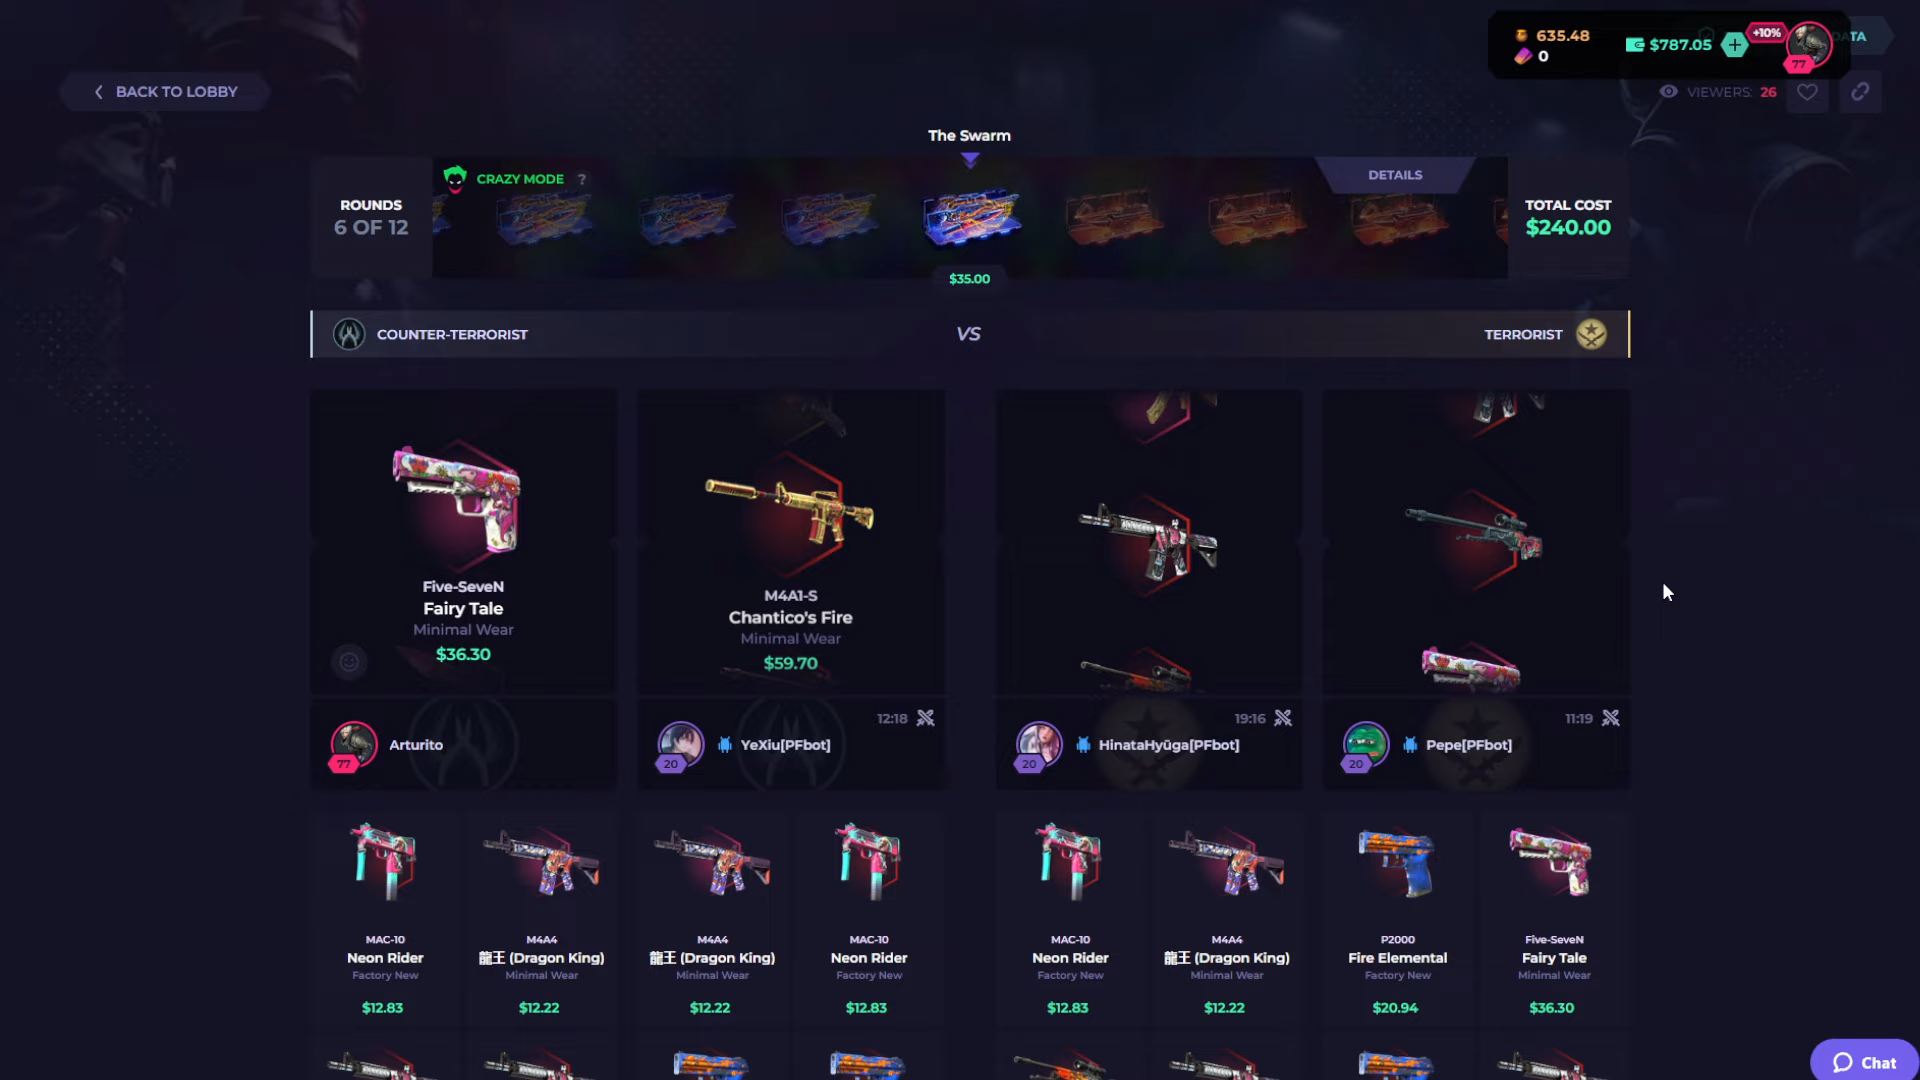 635.48
0
$787.05
+10%
77
DATA
BACK TO LOBBY
VIEWERS: 26
The Swarm
CRAZY MODE ?
DETAILS
ROUNDS
6 OF 12
TOTAL COST
$240.00
$35.00
COUNTER-TERRORIST
VS
TERRORIST
Five-SeveN
Fairy Tale
Minimal Wear
$36.30
M4A1-S
Chantico's Fire
Minimal Wear
$59.70
77
Arturito
12:18
20
YeXiu[PFbot]
19:16
20
HinataHyūga[PFbot]
11:19
20
Pepe[PFbot]
MAC-10
Neon Rider
Factory New
$12.83
M4A4
龍王 (Dragon King)
Minimal Wear
$12.22
M4A4
龍王 (Dragon King)
Minimal Wear
$12.22
MAC-10
Neon Rider
Factory New
$12.83
MAC-10
Neon Rider
Factory New
$12.83
M4A4
龍王 (Dragon King)
Minimal Wear
$12.22
P2000
Fire Elemental
Factory New
$20.94
Five-SeveN
Fairy Tale
Minimal Wear
$36.30
Chat